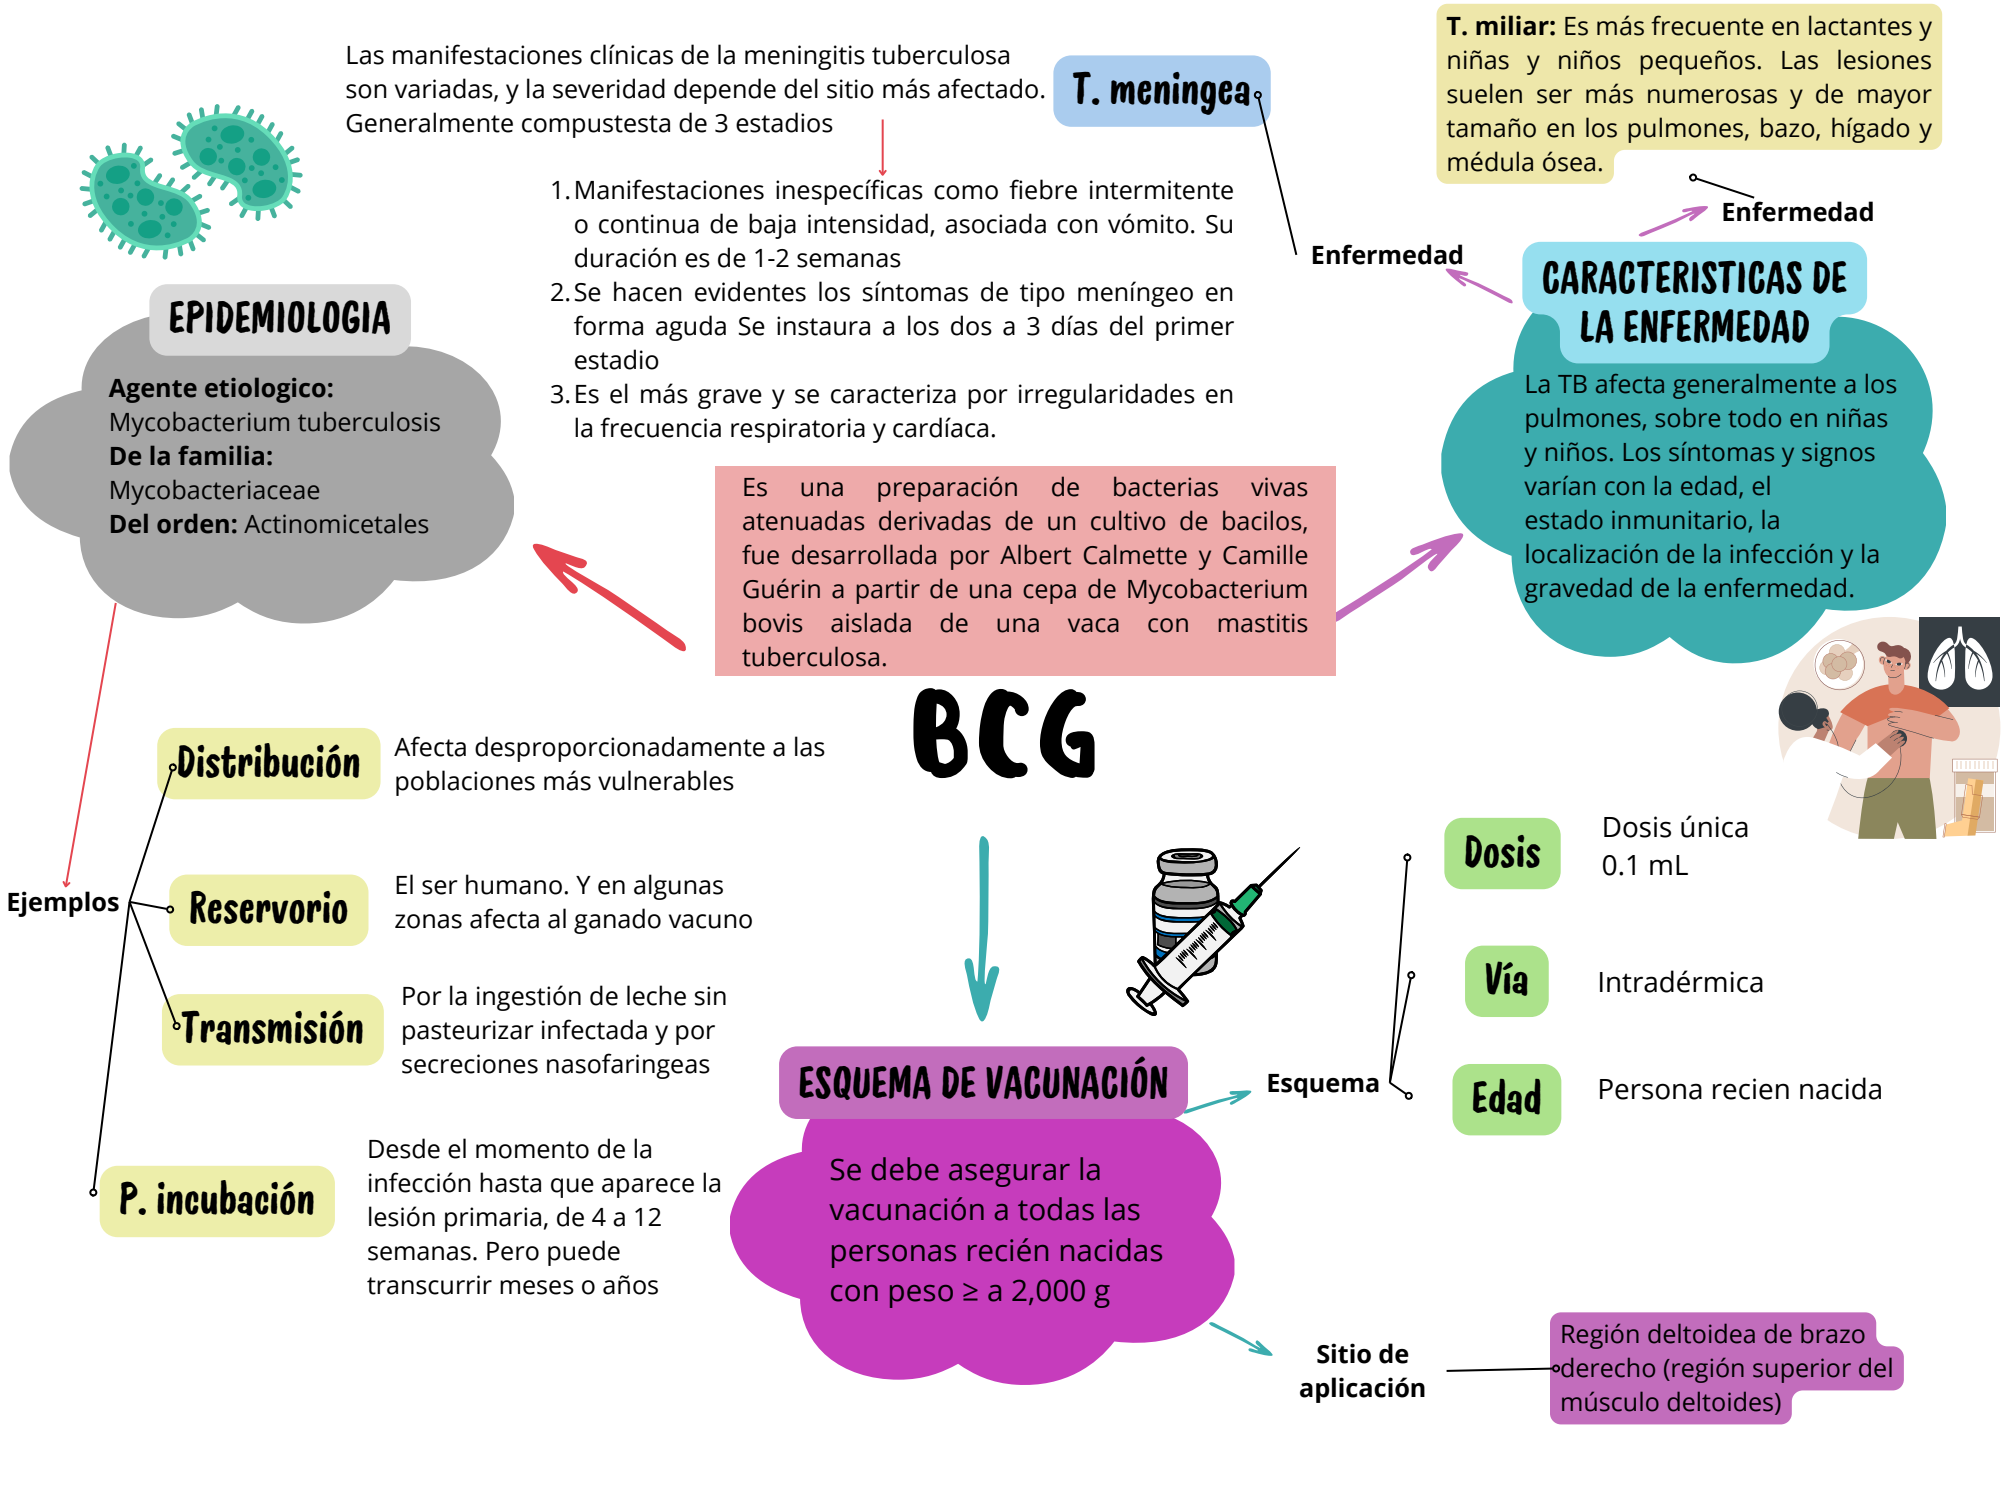 Las manifestaciones clínicas de la meningitis tuberculosa
son variadas, y la severidad depende del sitio más afectado.
Generalmente compustesta de 3 estadios
T. meningea
1. Manifestaciones inespecíficas como fiebre intermitente
o continua de baja intensidad, asociada con vómito. Su
duración es de 1-2 semanas
2. Se hacen evidentes los síntomas de tipo meníngeo en
forma aguda Se instaura a los dos a 3 días del primer
estadio
3. Es el más grave y se caracteriza por irregularidades en
la frecuencia respiratoria y cardíaca.
T. miliar: Es más frecuente en lactantes y
niñas y niños pequeños. Las lesiones
suelen ser más numerosas y de mayor
tamaño en los pulmones, bazo, hígado y
médula ósea.
Enfermedad
Enfermedad
CARACTERISTICAS DE
LA ENFERMEDAD
La TB afecta generalmente a los
pulmones, sobre todo en niñas
y niños. Los síntomas y signos
varían con la edad, el
estado inmunitario, la
localización de la infección y la
gravedad de la enfermedad.
EPIDEMIOLOGIA
Agente etiologico:
Mycobacterium tuberculosis
De la familia:
Mycobacteriaceae
Del orden: Actinomicetales
Es una preparación de bacterias vivas
atenuadas derivadas de un cultivo de bacilos,
fue desarrollada por Albert Calmette y Camille
Guérin a partir de una cepa de Mycobacterium
bovis aislada de una vaca con mastitis
tuberculosa.
BCG
Ejemplos
Distribución
Afecta desproporcionadamente a las
poblaciones más vulnerables
Reservorio
El ser humano. Y en algunas
zonas afecta al ganado vacuno
Transmisión
Por la ingestión de leche sin
pasteurizar infectada y por
secreciones nasofaringeas
P. incubación
Desde el momento de la
infección hasta que aparece la
lesión primaria, de 4 a 12
semanas. Pero puede
transcurrir meses o años
ESQUEMA DE VACUNACIÓN
Se debe asegurar la
vacunación a todas las
personas recién nacidas
con peso ≥ a 2,000 g
Esquema
Dosis
Dosis única
0.1 mL
Vía
Intradérmica
Edad
Persona recien nacida
Sitio de
aplicación
Región deltoidea de brazo
derecho (región superior del
músculo deltoides)